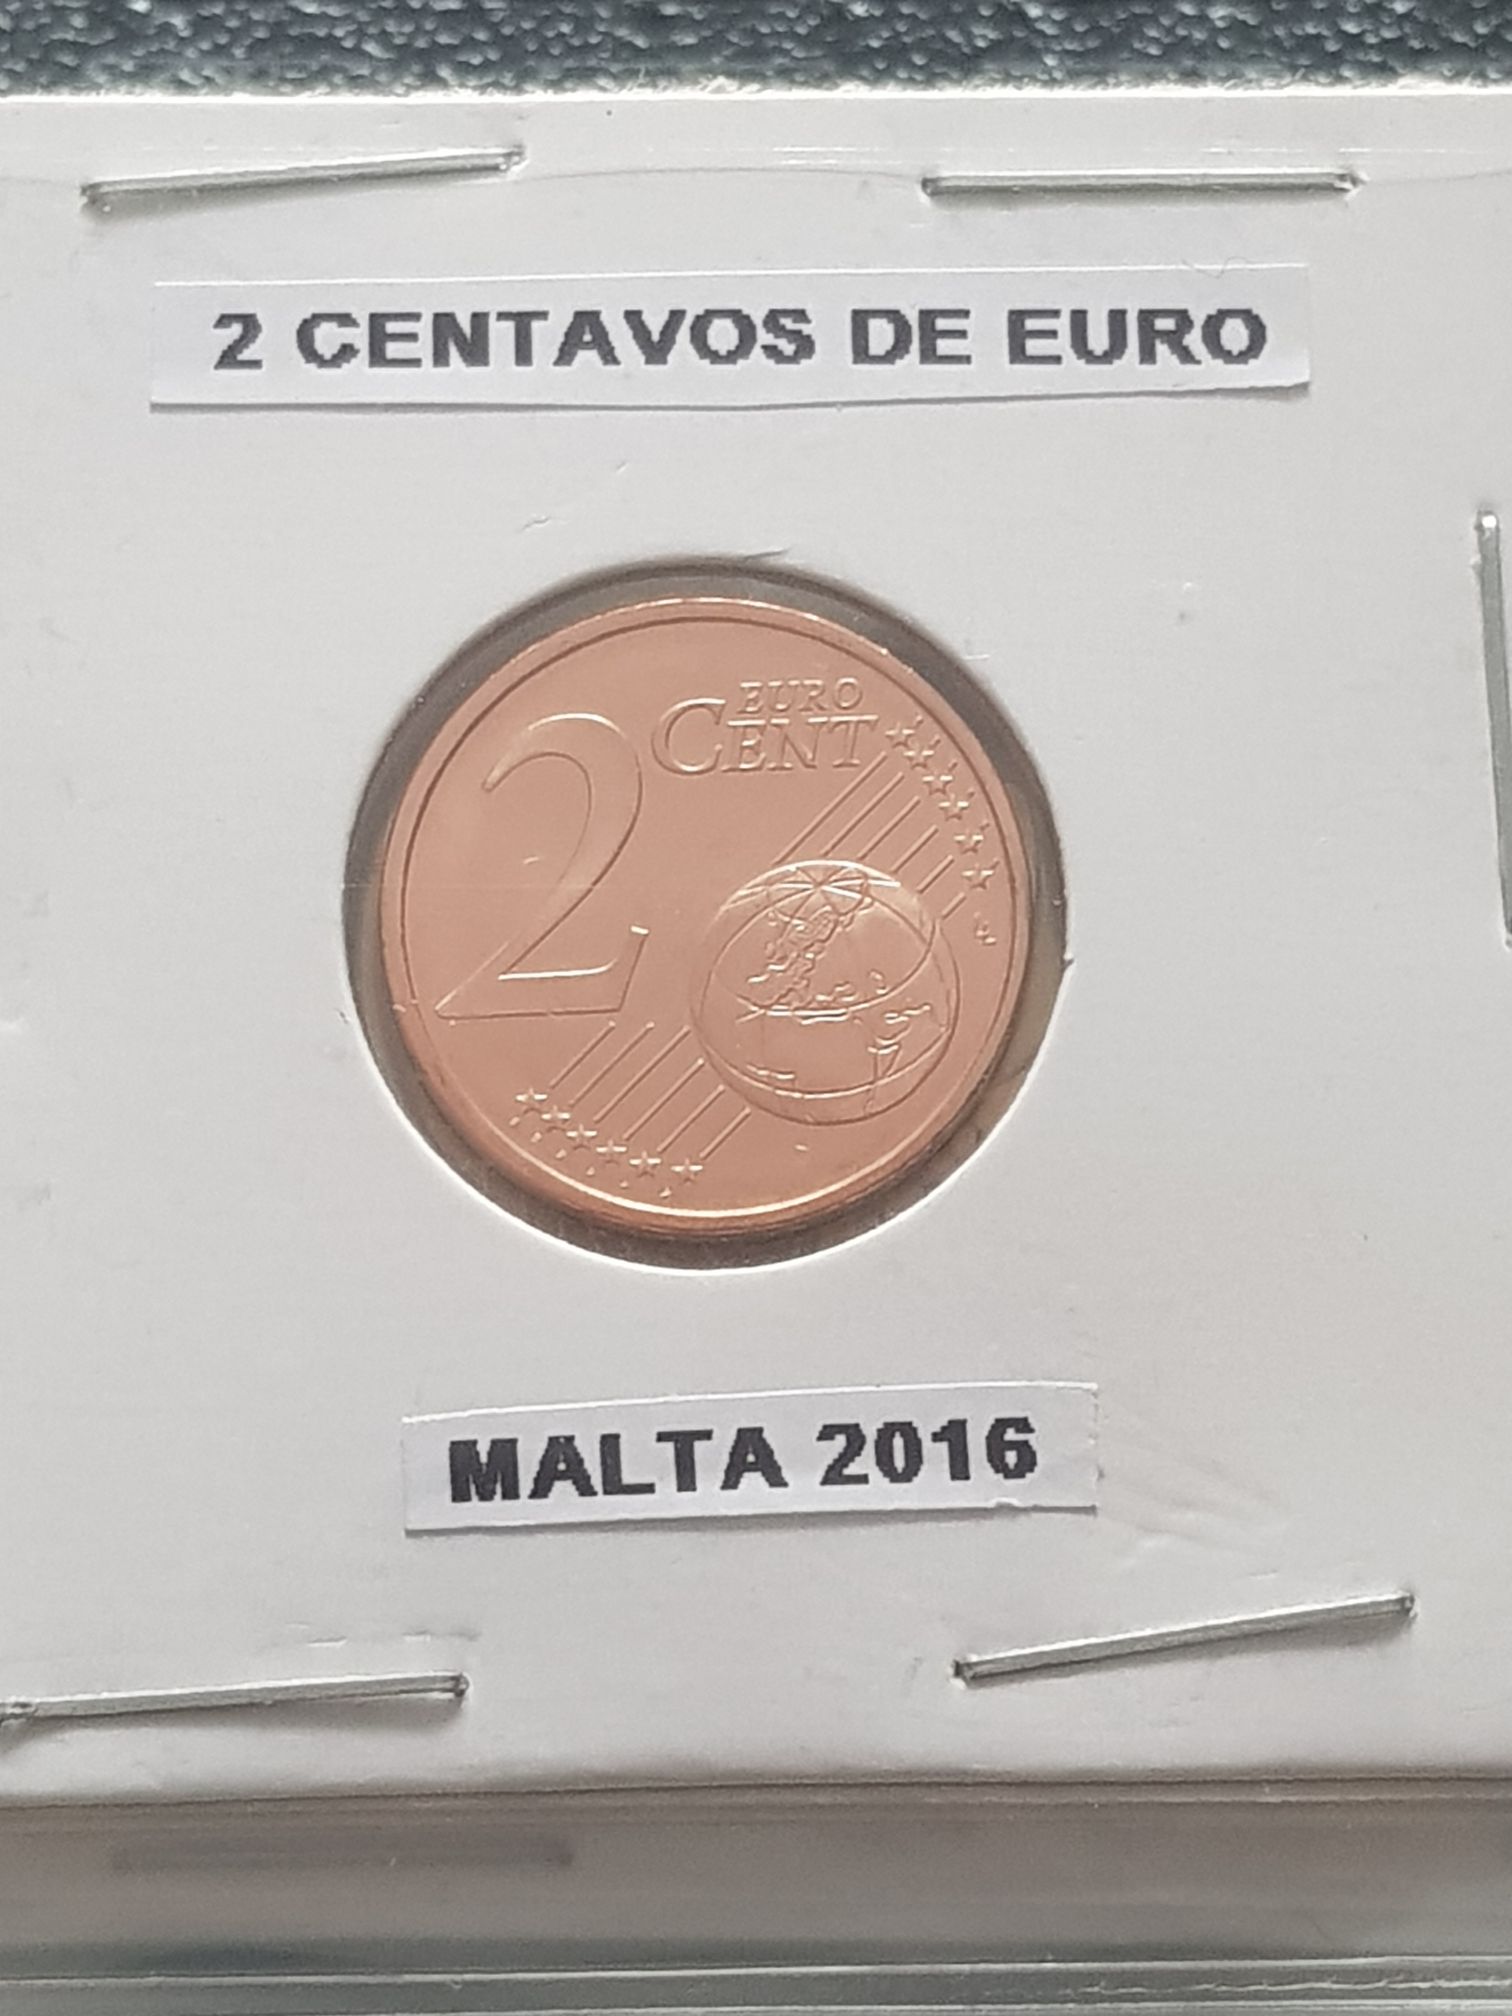 2 CENTAVOS DE EURO
2
EURO
CENT
MALTA 2016